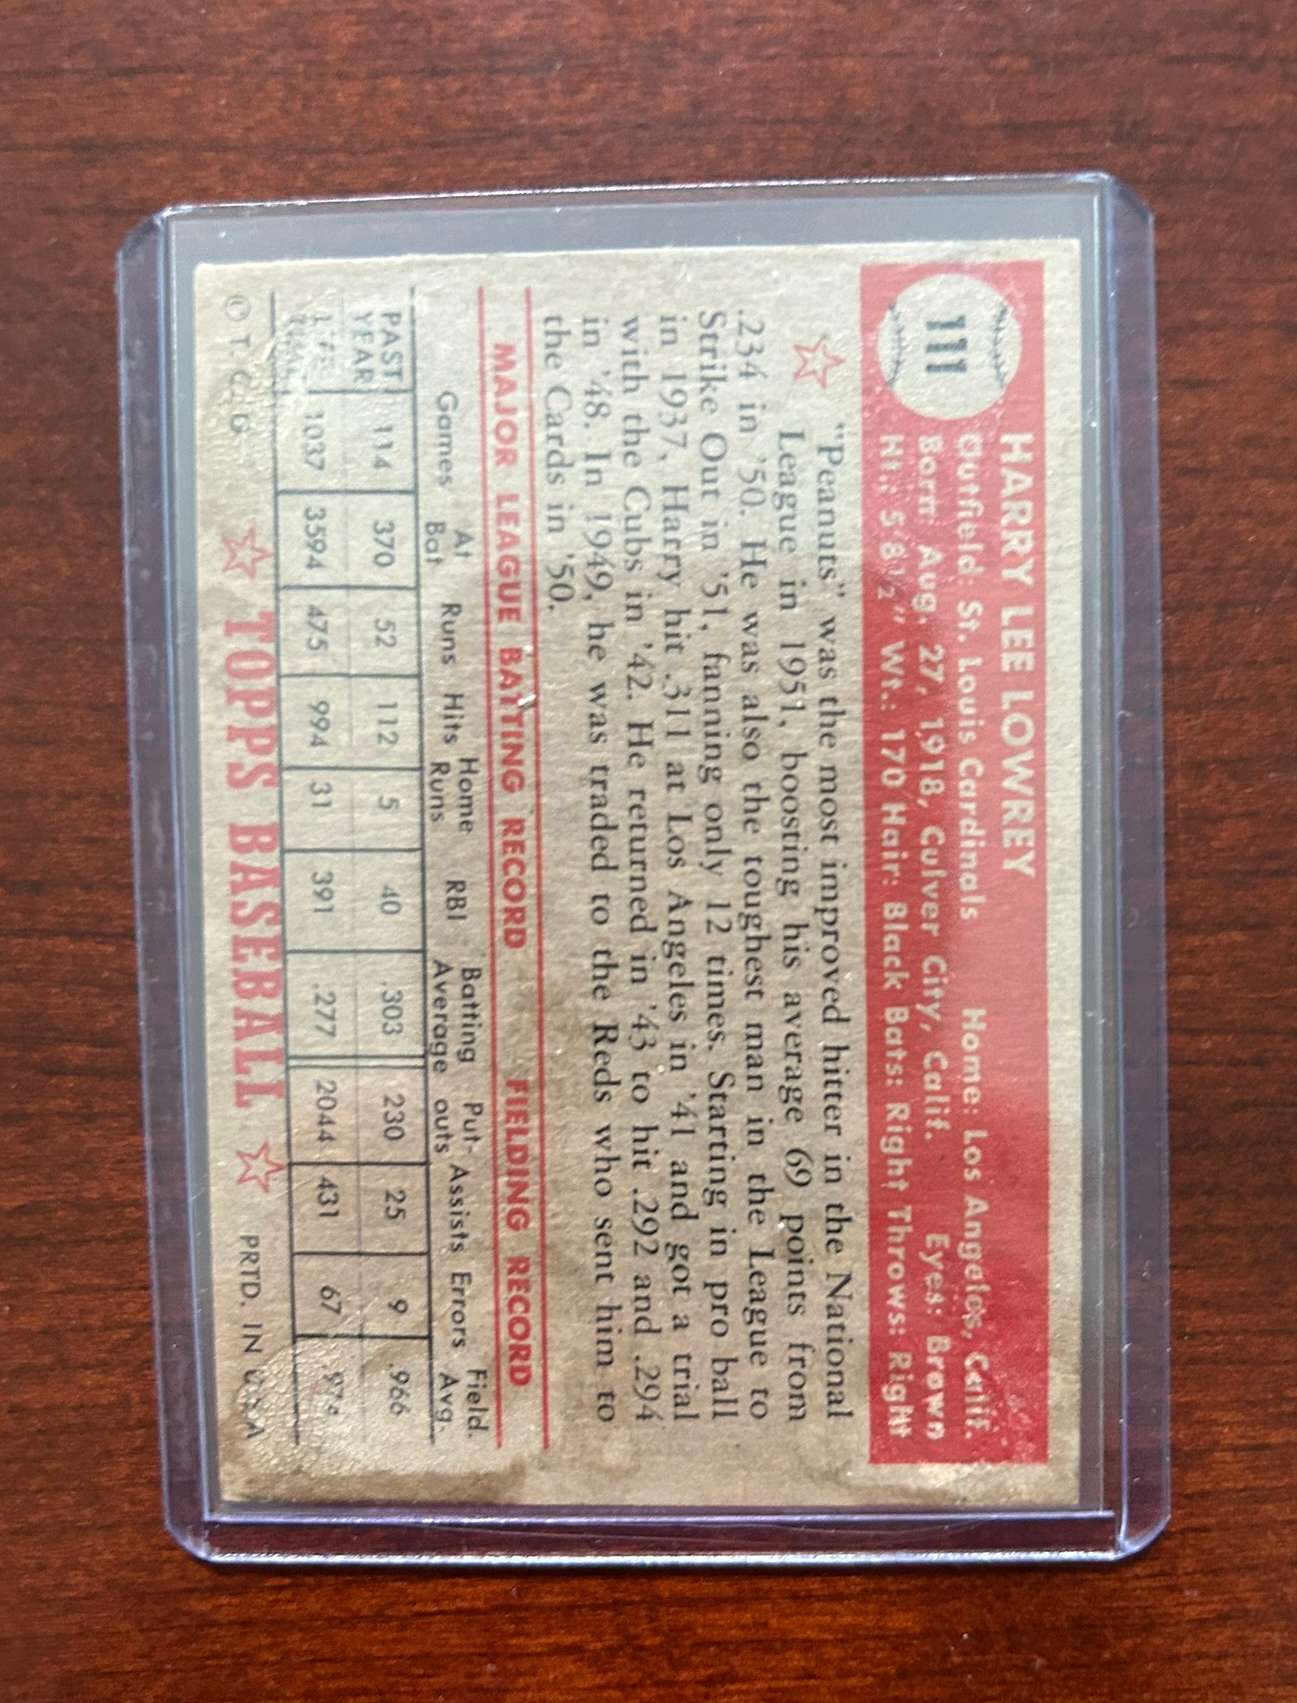 111
HARRY LEE LOWREY
Outfield: St. Louis Cardinals Home: Los Angeles, Calif.
Born: Aug. 27, 1918, Culver City, Calif. Eyes: Brown
Ht.: 5'8½" Wt.: 170 Hair: Black Bats: Right Throws: Right
"Peanuts" was the most improved hitter in the National
League in 1951, boosting his average 69 points from
.234 in '50. He was also the toughest man in the League to
Strike Out in '51, fanning only 12 times. Starting in pro ball
in 1937, Harry hit .311 at Los Angeles in '41 and got a trial
with the Cubs in '42. He returned in '43 to hit .292 and .294
in '48. In 1949, he was traded to the Reds who sent him to
the Cards in '50.
MAJOR LEAGUE BATTING RECORD FIELDING RECORD
Games At Bat Runs Hits Home Runs RBI Batting Average Put-outs Assists Errors Field. Avg.
PAST YEAR 114 370 52 112 5 40 .303 230 25 9 .966
LIFE TIME 1037 3594 475 994 31 391 .277 2044 431 67 .974
© T. C. G. TOPPS BASEBALL PRTD. IN U.S.A.